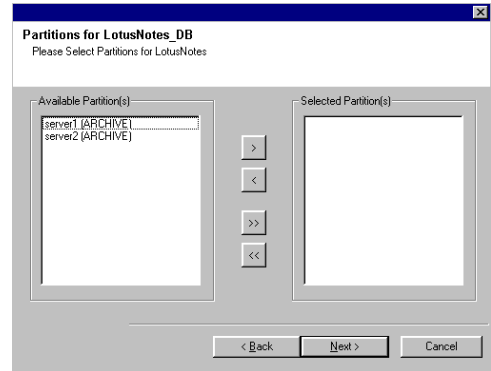 Partitions for LotusNotes_DB
Please Select Partitions for LotusNotes
Available Partition(s)
server1 (ARCHIVE)
server2 (ARCHIVE)
>
<
>>
<<
Selected Partition(s)
< Back
Next >
Cancel